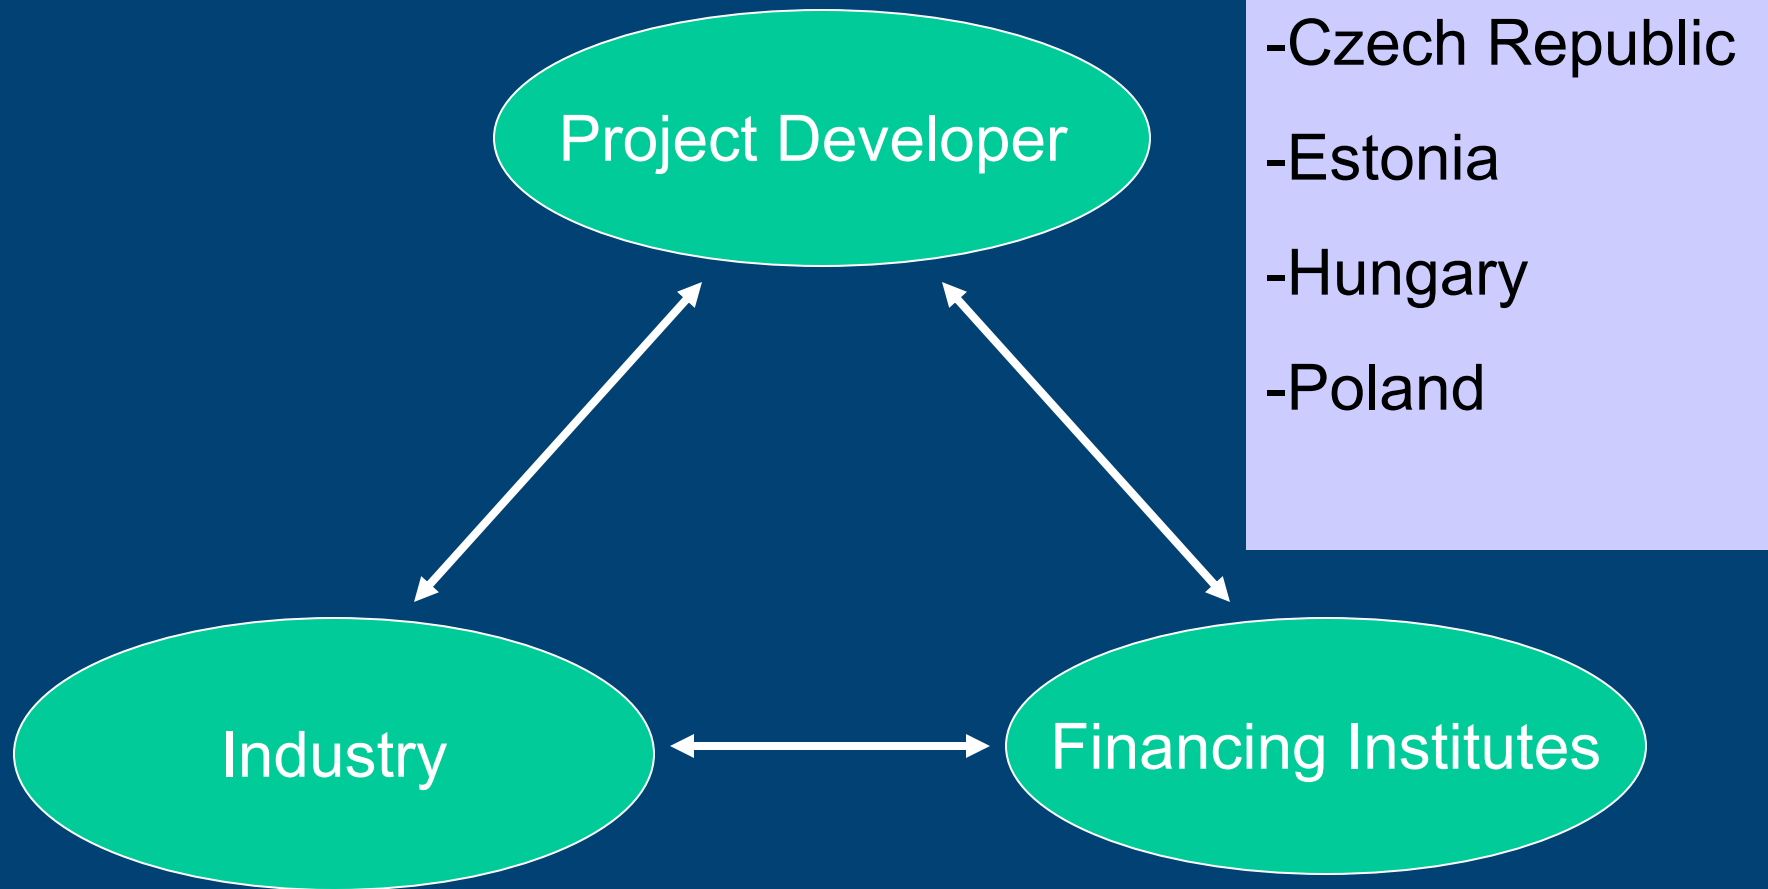 Project Developer
-Czech Republic
-Estonia
-Hungary
-Poland
Industry
Financing Institutes